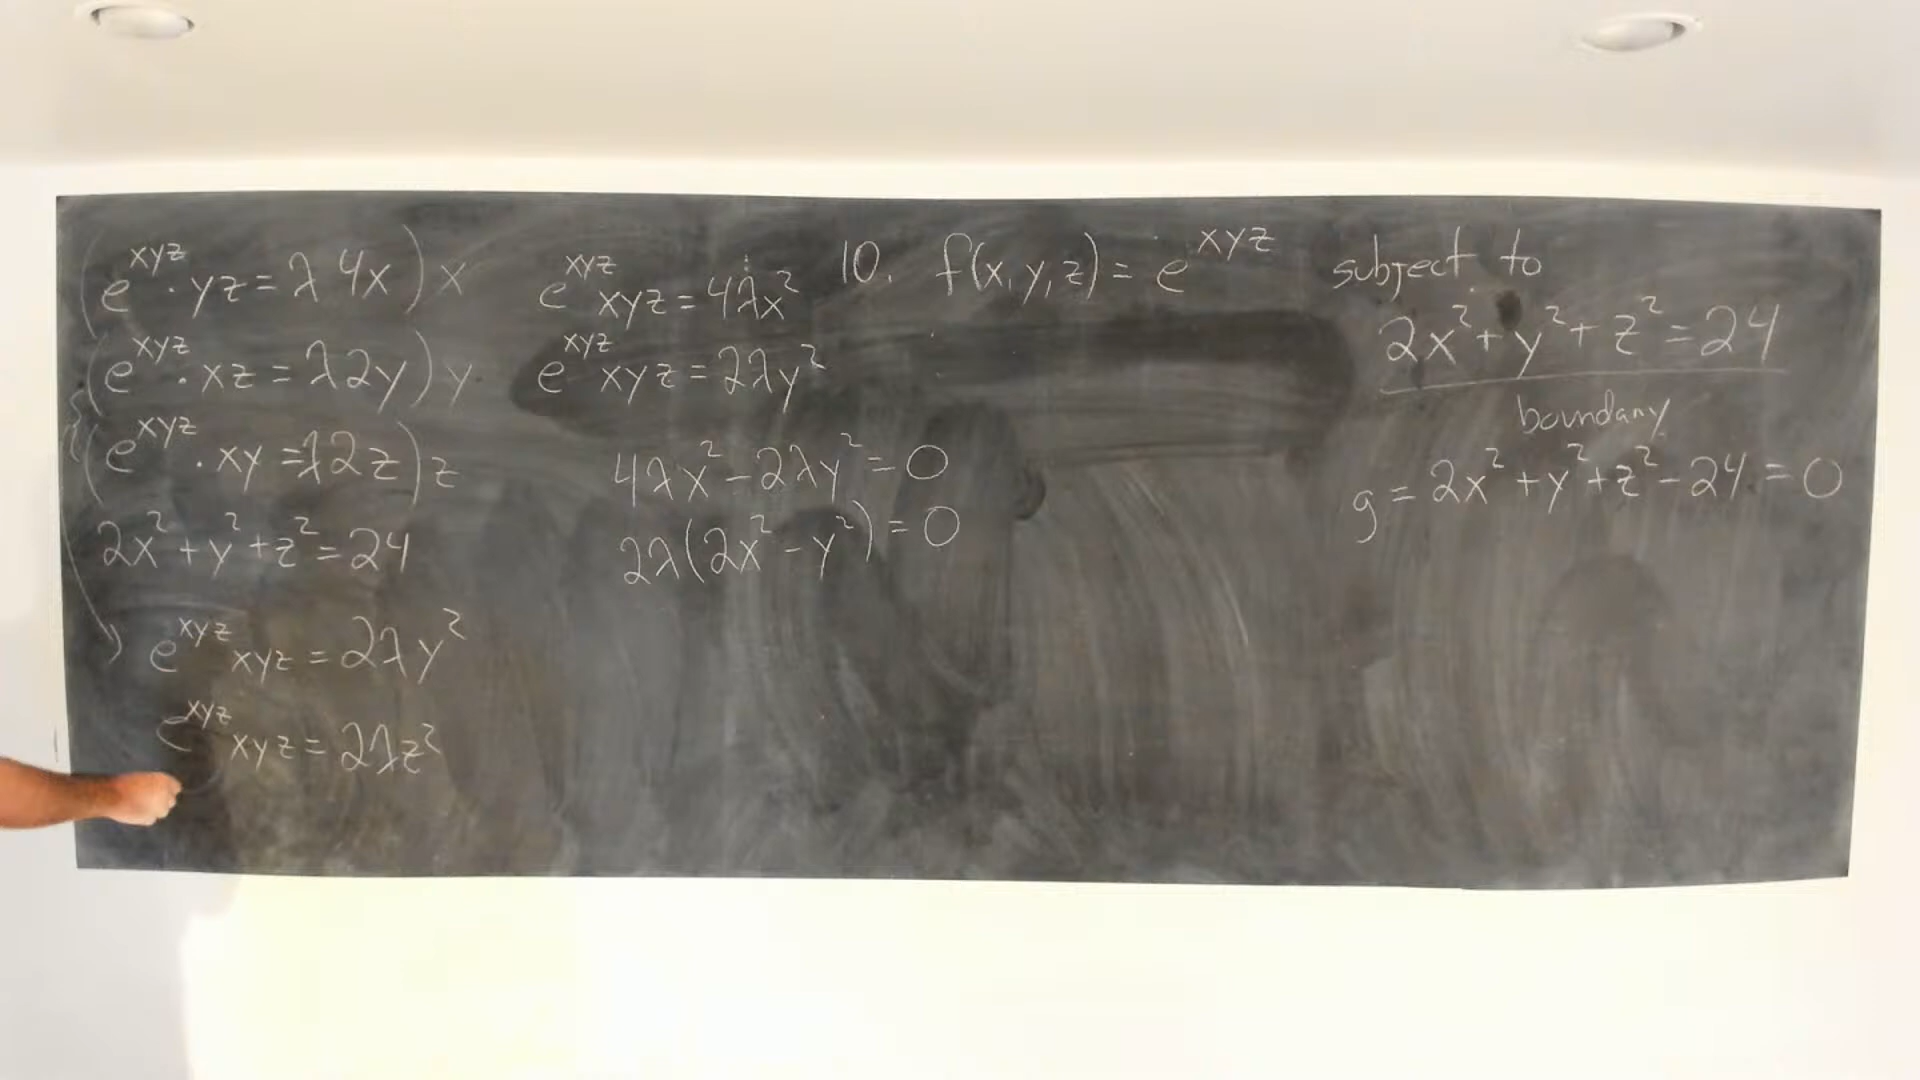 (e^{xyz} · yz = λ 4x) x
(e^{xyz} · xz = λ2y) y
(e^{xyz} · xy = λ2z) z
2x² + y² + z² = 24
e^{xyz} xyz = 2λy²
e^{xyz} xyz = 2λz²
e^{xyz} xyz = 4λx²
e^{xyz} xyz = 2λy²
4λx² - 2λy² = 0
2λ(2x² - y²) = 0
10. f(x,y,z) = e^{xyz} subject to
2x² + y² + z² = 24
boundary
g = 2x² + y² + z² - 24 = 0